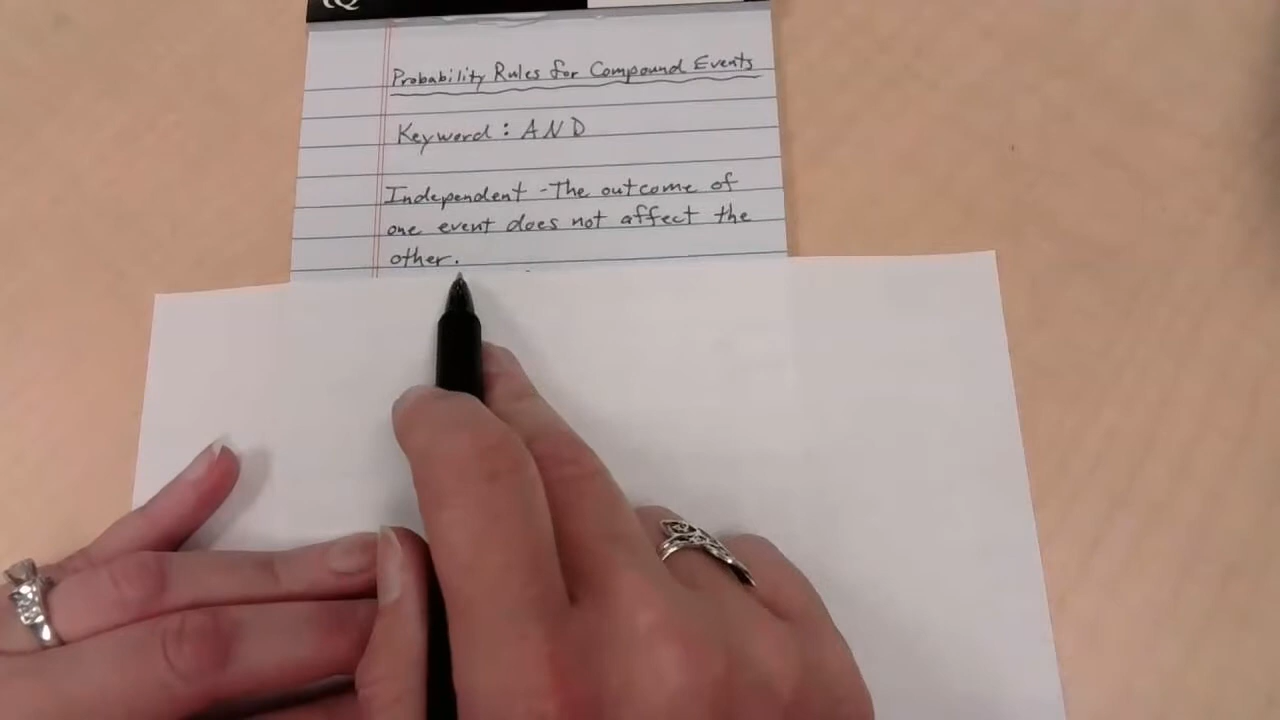 Probability Rules for Compound Events
Keyword: AND
Independent - The outcome of
one event does not affect the
other.